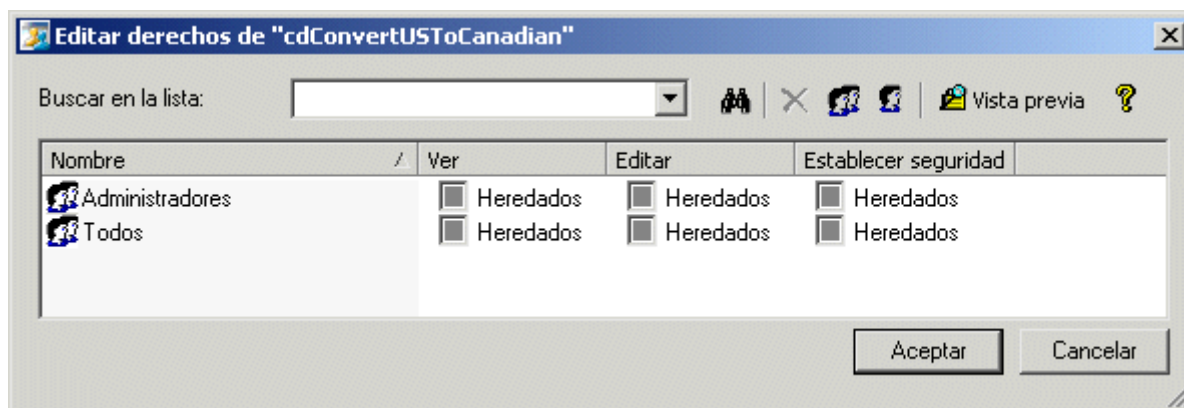 Editar derechos de "cdConvertUSToCanadian"
Buscar en la lista: Vista previa
Nombre Ver Editar Establecer seguridad
Administradores Heredados Heredados Heredados
Todos Heredados Heredados Heredados
Aceptar Cancelar